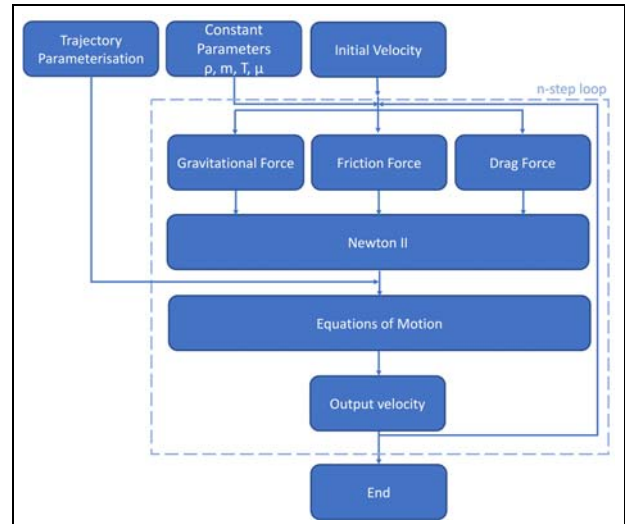 Trajectory
Parameterisation
Constant
Parameters
ρ, m, T, μ
Initial Velocity
n-step loop
Gravitational Force
Friction Force
Drag Force
Newton II
Equations of Motion
Output velocity
End